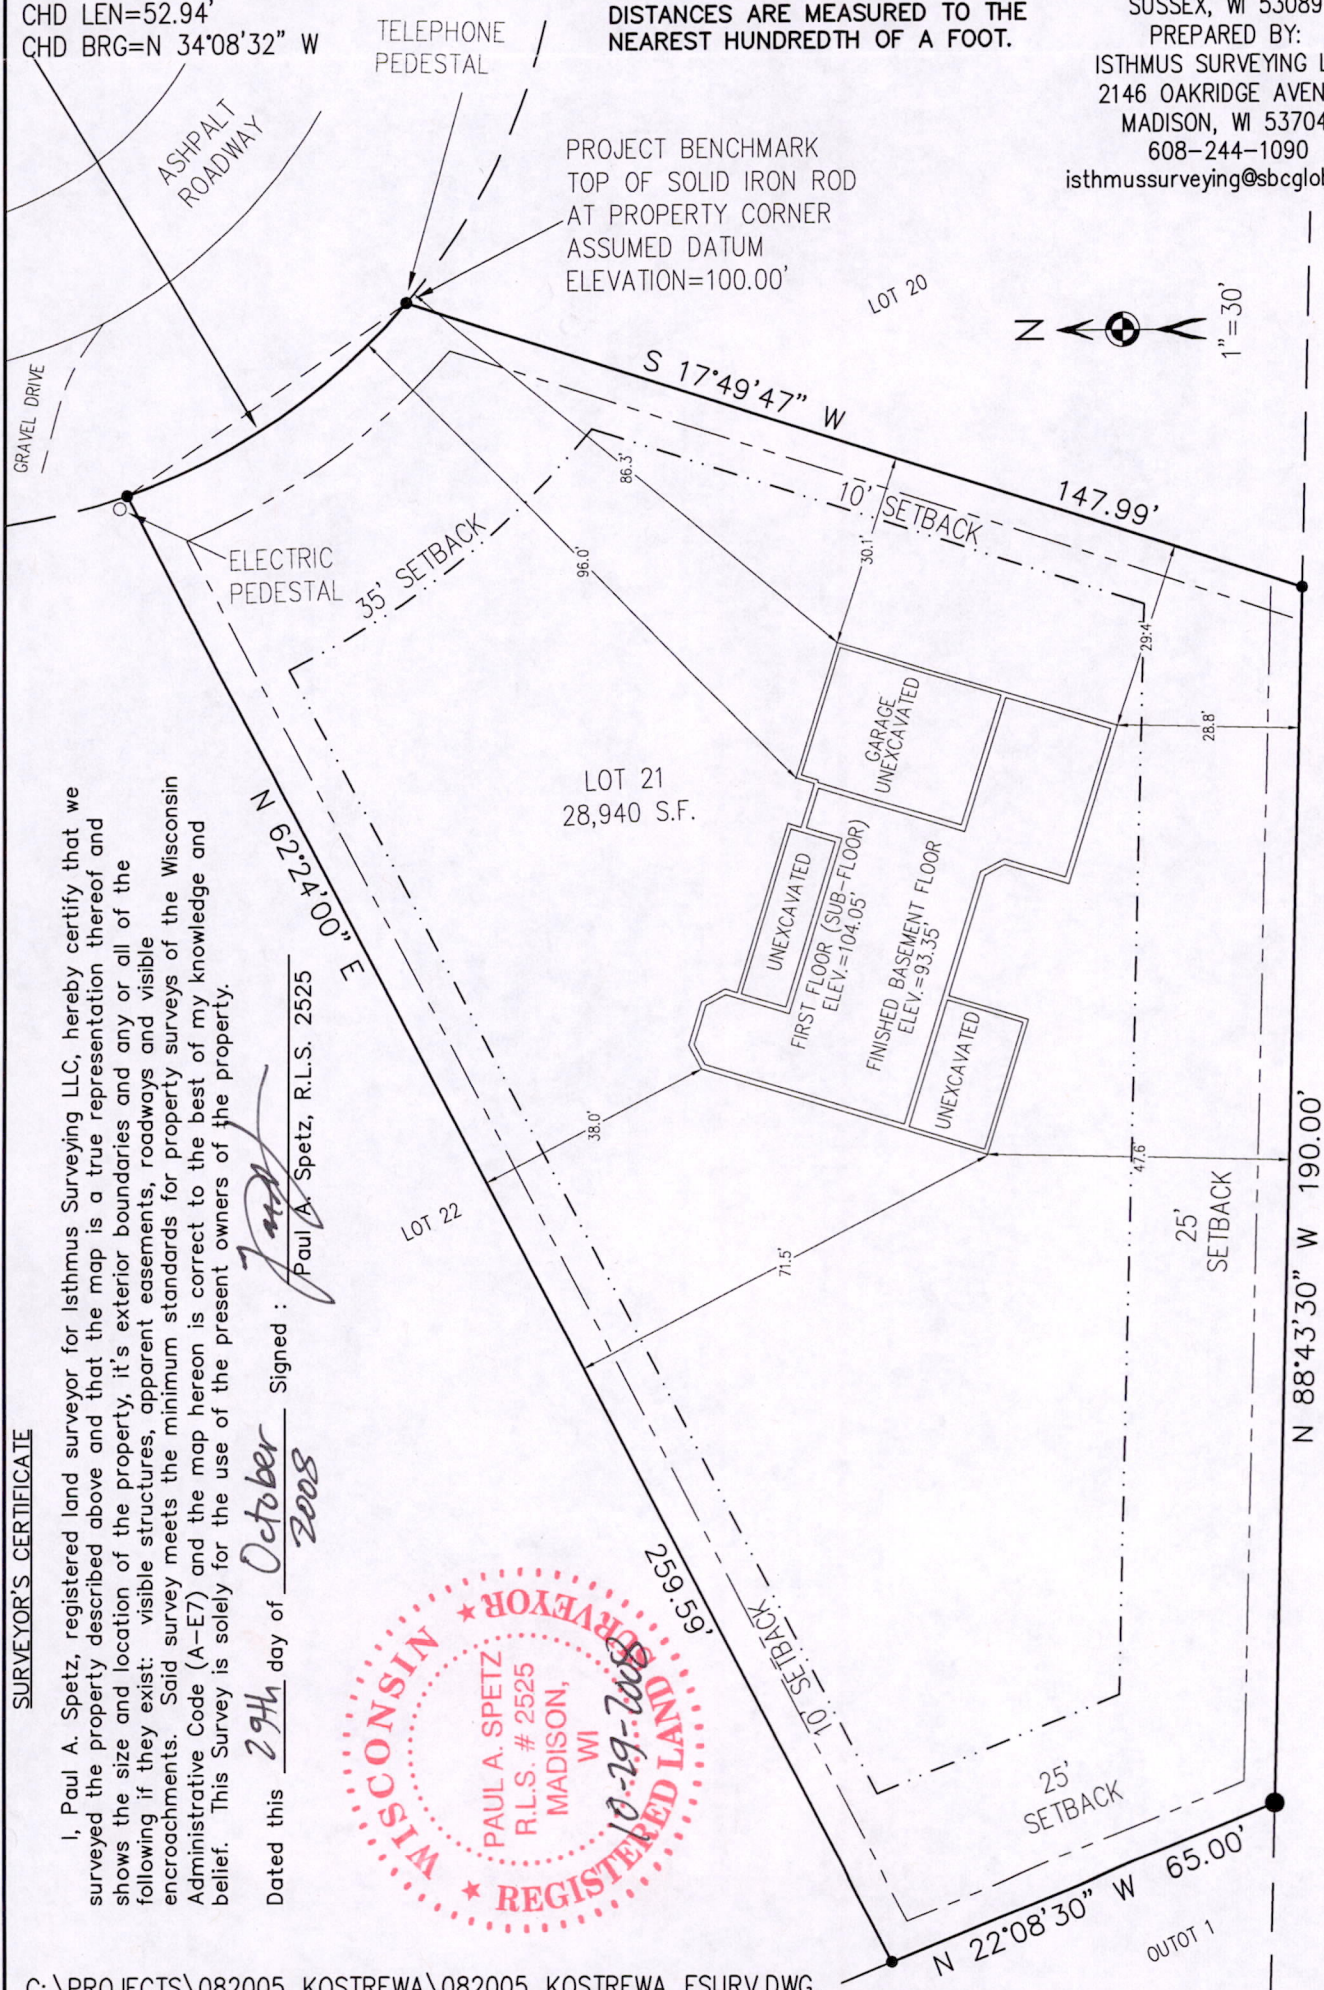 CHD LEN=52.94'
CHD BRG=N 34°08'32" W
TELEPHONE
PEDESTAL
DISTANCES ARE MEASURED TO THE
NEAREST HUNDREDTH OF A FOOT.
SUSSEX, WI 53089
PREPARED BY:
ISTHMUS SURVEYING L
2146 OAKRIDGE AVEN
MADISON, WI 53704
608-244-1090
isthmussurveying@sbcglob
ASPHALT
ROADWAY
PROJECT BENCHMARK
TOP OF SOLID IRON ROD
AT PROPERTY CORNER
ASSUMED DATUM
ELEVATION=100.00'
LOT 20
N
1"=30'
GRAVEL DRIVE
S 17°49'47" W
147.99'
86.3'
10' SETBACK
30.1'
96.0'
ELECTRIC
PEDESTAL
35' SETBACK
29.4'
28.8'
GARAGE
UNEXCAVATED
LOT 21
28,940 S.F.
N 62°24'00" E
UNEXCAVATED
FIRST FLOOR (SUB-FLOOR)
ELEV.=104.05'
FINISHED BASEMENT FLOOR
ELEV.=93.35'
UNEXCAVATED
38.0'
47.6'
LOT 22
71.5'
25'
SETBACK
N 88°43'30" W 190.00'
259.59'
10' SETBACK
25'
SETBACK
N 22°08'30" W 65.00'
OUTOT 1
SURVEYOR'S CERTIFICATE
I, Paul A. Spetz, registered land surveyor for Isthmus Surveying LLC, hereby certify that we
surveyed the property described above and that the map is a true representation thereof and
shows the size and location of the property, it's exterior boundaries and any or all of the
following if they exist: visible structures, apparent easements, roadways and visible
encroachments. Said survey meets the minimum standards for property surveys of the Wisconsin
Administrative Code (A-E7) and the map hereon is correct to the best of my knowledge and
belief. This Survey is solely for the use of the present owners of the property.
Dated this 29th day of October Signed :
2008
Paul A. Spetz, R.L.S. 2525
WISCONSIN
REGISTERED LAND SURVEYOR
PAUL A. SPETZ
R.L.S. # 2525
MADISON,
WI
10-29-2008
C:\PROJECTS\082005 KOSTREWA\082005 KOSTREWA FSURV.DWG